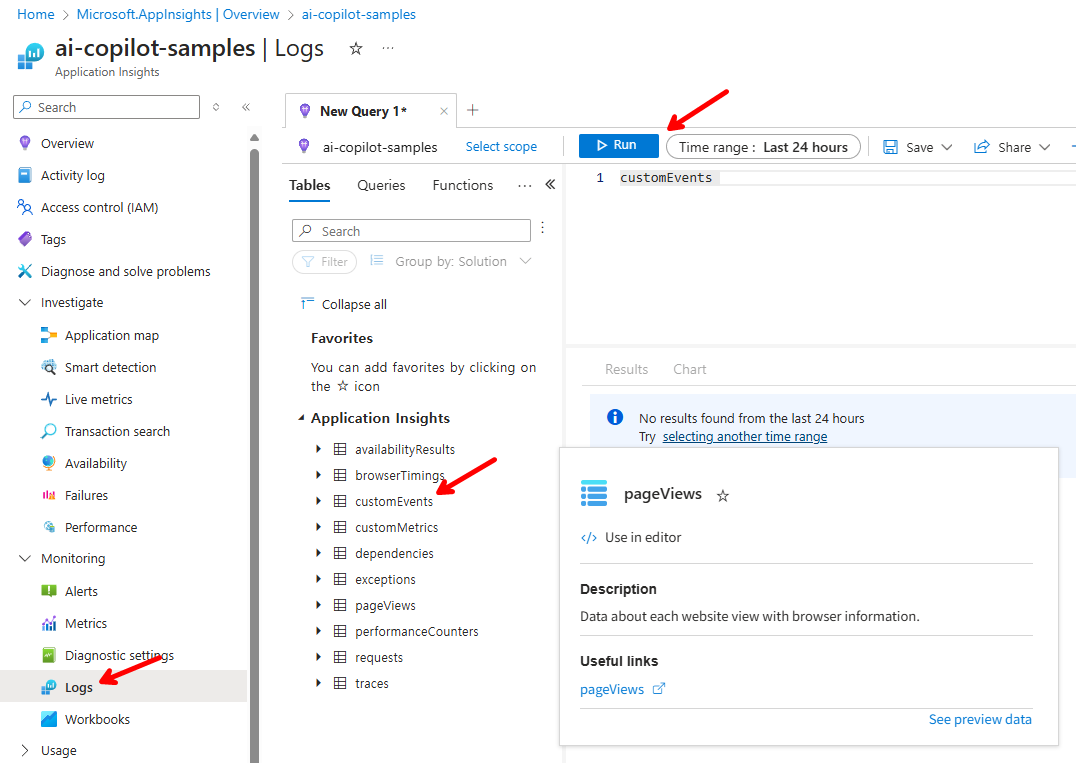 Home > Microsoft.AppInsights | Overview > ai-copilot-samples
ai-copilot-samples | Logs ☆ ...
Application Insights
Search
Overview
Activity log
Access control (IAM)
Tags
Diagnose and solve problems
Investigate
Application map
Smart detection
Live metrics
Transaction search
Availability
Failures
Performance
Monitoring
Alerts
Metrics
Diagnostic settings
Logs
Workbooks
Usage
New Query 1*
ai-copilot-samples Select scope
Run Time range : Last 24 hours Save Share
Tables Queries Functions ...
Search
Filter Group by: Solution
Collapse all
Favorites
You can add favorites by clicking on
the ☆ icon
Application Insights
availabilityResults
browserTimings
customEvents
customMetrics
dependencies
exceptions
pageViews
performanceCounters
requests
traces
1 customEvents
Results Chart
No results found from the last 24 hours
Try selecting another time range
pageViews ☆
</> Use in editor
Description
Data about each website view with browser information.
Useful links
pageViews
See preview data